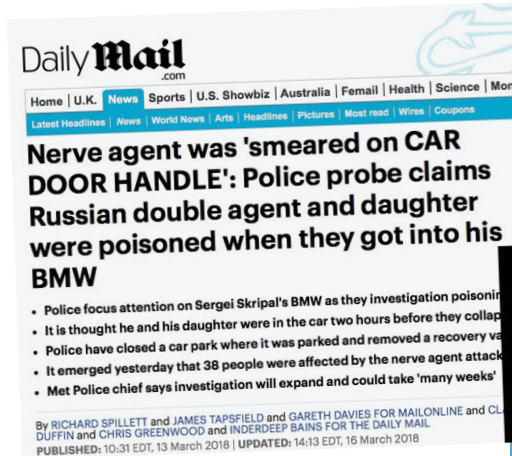 Daily Mail
.com
Home | U.K. News Sports | U.S. Showbiz | Australia | Femail | Health | Science |
Latest Headlines | News | World News | Arts | Headlines | Pictures | Most read | Wires | Coupons
Nerve agent was 'smeared on CAR
DOOR HANDLE': Police probe claims
Russian double agent and daughter
were poisoned when they got into his
BMW
• Police focus attention on Sergei Skripal's BMW as they investigation
• It is thought he and his daughter were in the car two hours before they
• Police have closed a car park where it was parked and removed a recovery
• It emerged yesterday that 38 people were affected by the nerve agent attack
• Met Police chief says investigation will expand and could take 'many weeks'
By RICHARD SPILLETT and JAMES TAPSFIELD and GARETH DAVIES FOR MAILONLINE and
DUFFIN and CHRIS GREENWOOD and INDERDEEP BAINS FOR THE DAILY MAIL
PUBLISHED: 10:31 EDT, 13 March 2018 | UPDATED: 14:13 EDT, 16 March 2018